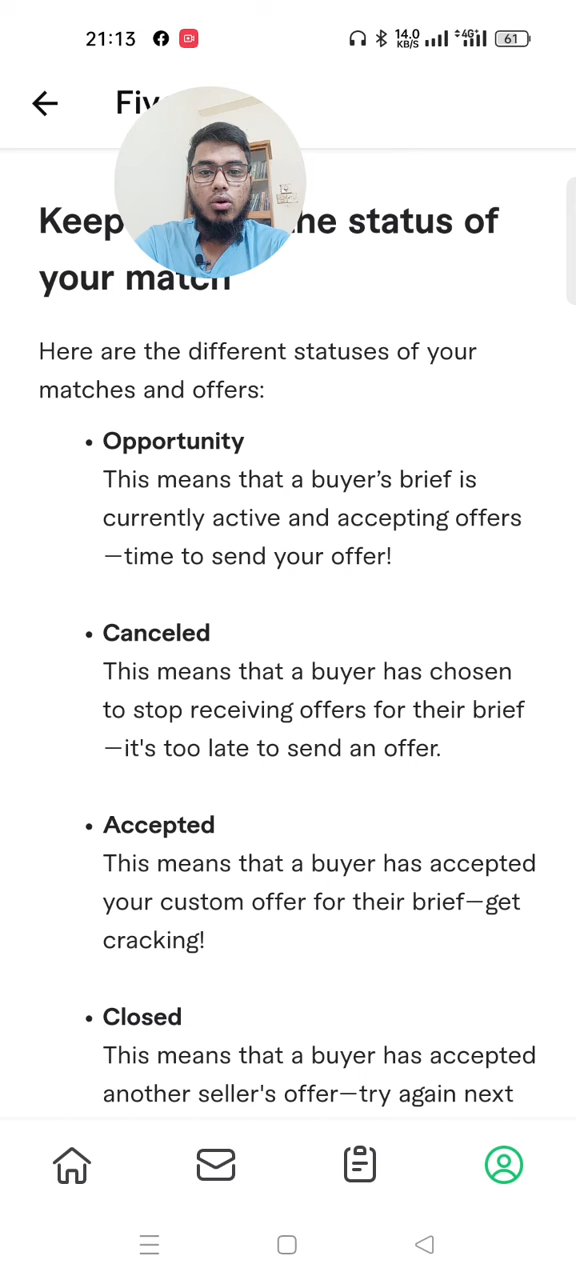 21:13
14.0
KB/S
4G
61
Fiv
Keep he status of
your match
Here are the different statuses of your
matches and offers:
• Opportunity
This means that a buyer’s brief is
currently active and accepting offers
—time to send your offer!
• Canceled
This means that a buyer has chosen
to stop receiving offers for their brief
—it's too late to send an offer.
• Accepted
This means that a buyer has accepted
your custom offer for their brief—get
cracking!
• Closed
This means that a buyer has accepted
another seller's offer—try again next